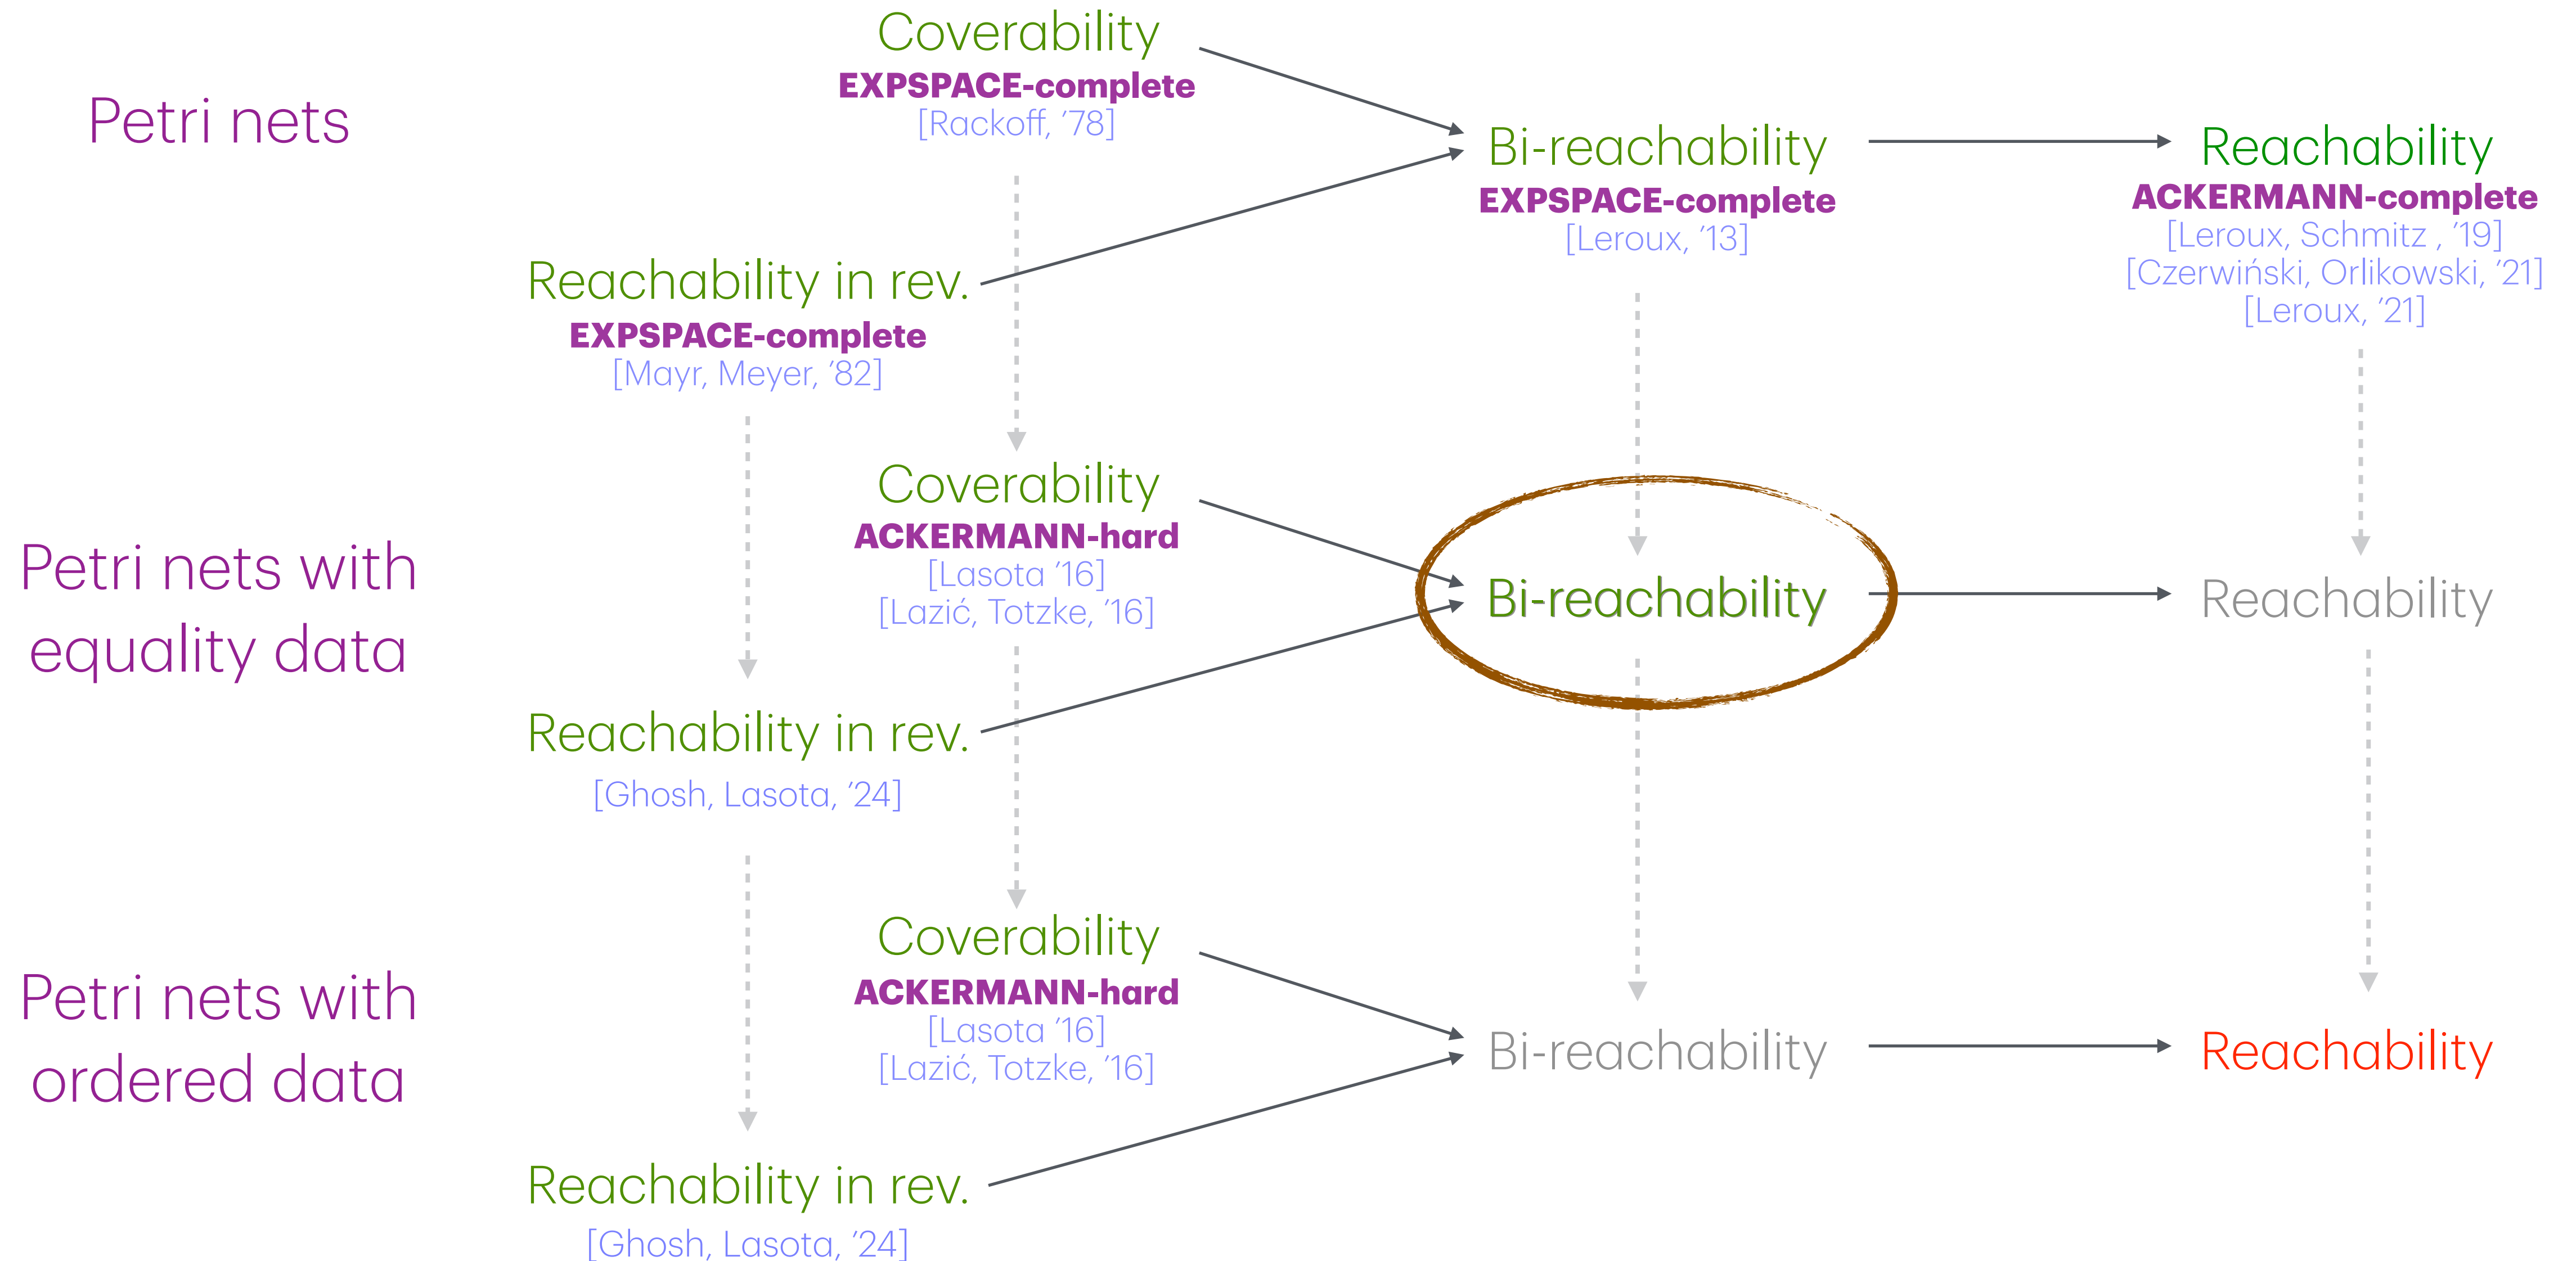 Petri nets
Coverability
EXPSPACE-complete
[Rackoff, ’78]
Reachability in rev.
EXPSPACE-complete
[Mayr, Meyer, ’82]
Bi-reachability
EXPSPACE-complete
[Leroux, ’13]
Reachability
ACKERMANN-complete
[Leroux, Schmitz , ’19]
[Czerwiński, Orlikowski, ’21]
[Leroux, ’21]
Petri nets with
equality data
Coverability
ACKERMANN-hard
[Lasota ’16]
[Lazić, Totzke, ’16]
Reachability in rev.
[Ghosh, Lasota, ’24]
Bi-reachability
Reachability
Petri nets with
ordered data
Coverability
ACKERMANN-hard
[Lasota ’16]
[Lazić, Totzke, ’16]
Reachability in rev.
[Ghosh, Lasota, ’24]
Bi-reachability
Reachability